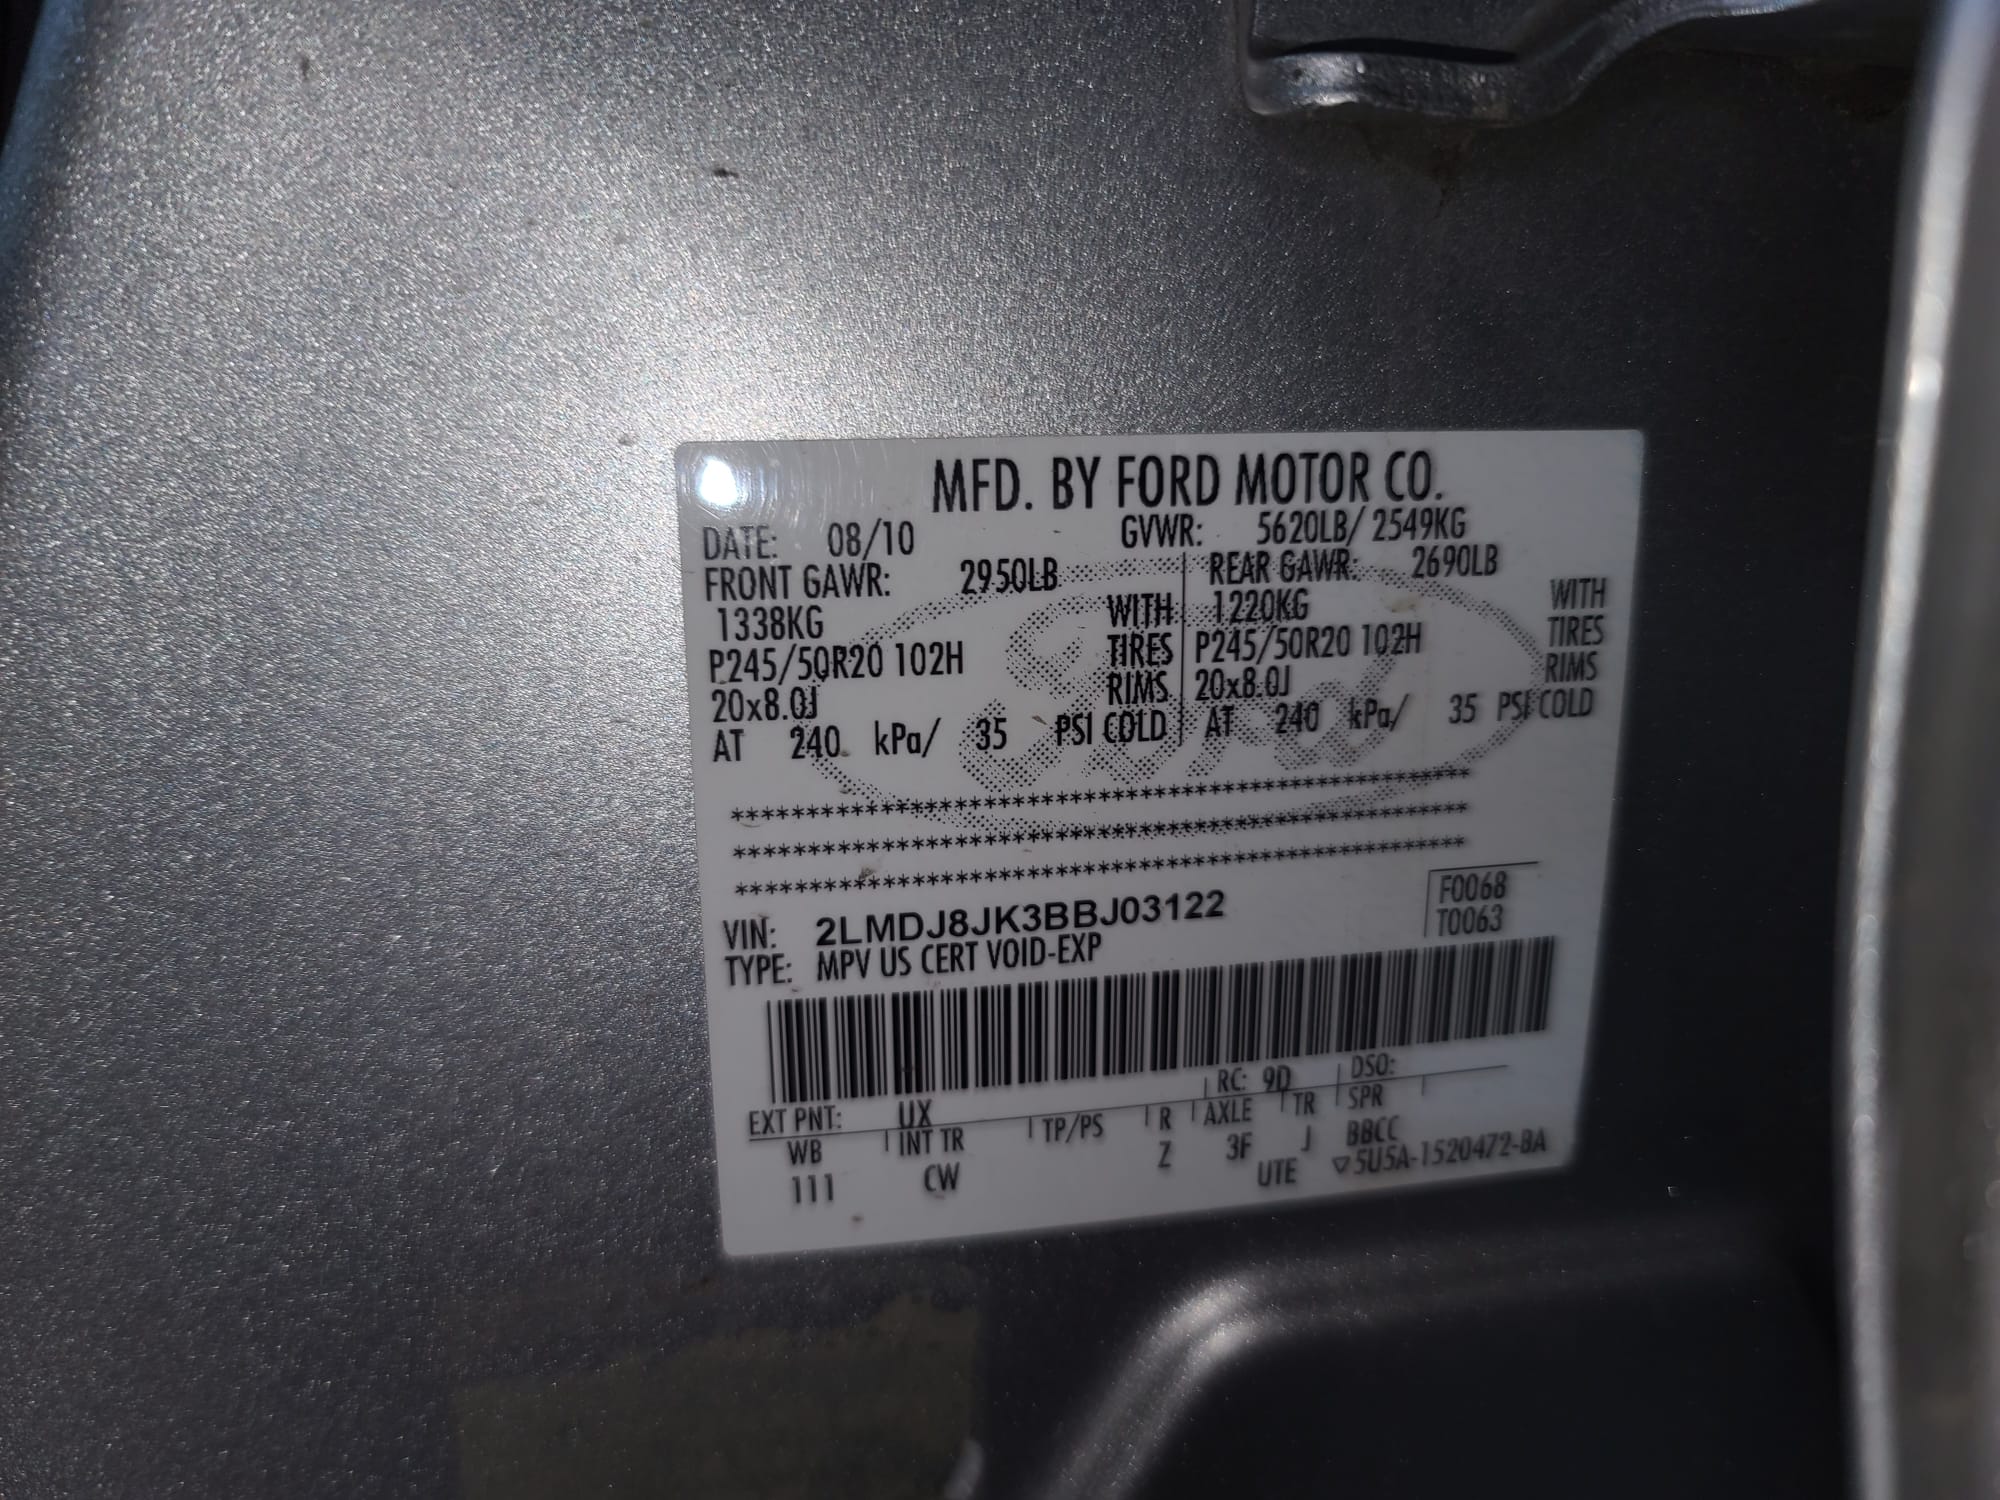 MFD. BY FORD MOTOR CO.
DATE: 08/10 GVWR: 5620LB/ 2549KG
FRONT GAWR: 2950LB REAR GAWR: 2690LB
1338KG WITH 1220KG WITH
P245/50R20 102H TIRES P245/50R20 102H TIRES
20x8.0J RIMS 20x8.0J RIMS
AT 240 kPa/ 35 PSI COLD AT 240 kPa/ 35 PSI COLD
Ford
**************************************************
**************************************************
**************************************************
F0068
VIN: 2LMDJ8JK3BBJ03122 T0063
TYPE: MPV US CERT VOID-EXP
EXT PNT: UX RC: 9D DSO:
WB INT TR TP/PS R AXLE TR SPR
111 CW Z 3F J BBCC
UTE ▽5U5A-1520472-BA